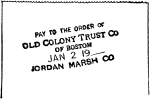 PAY TO THE ORDER OF
OLD COLONY TRUST CO
OF BOSTON
JAN 2 19
JORDAN MARSH CO